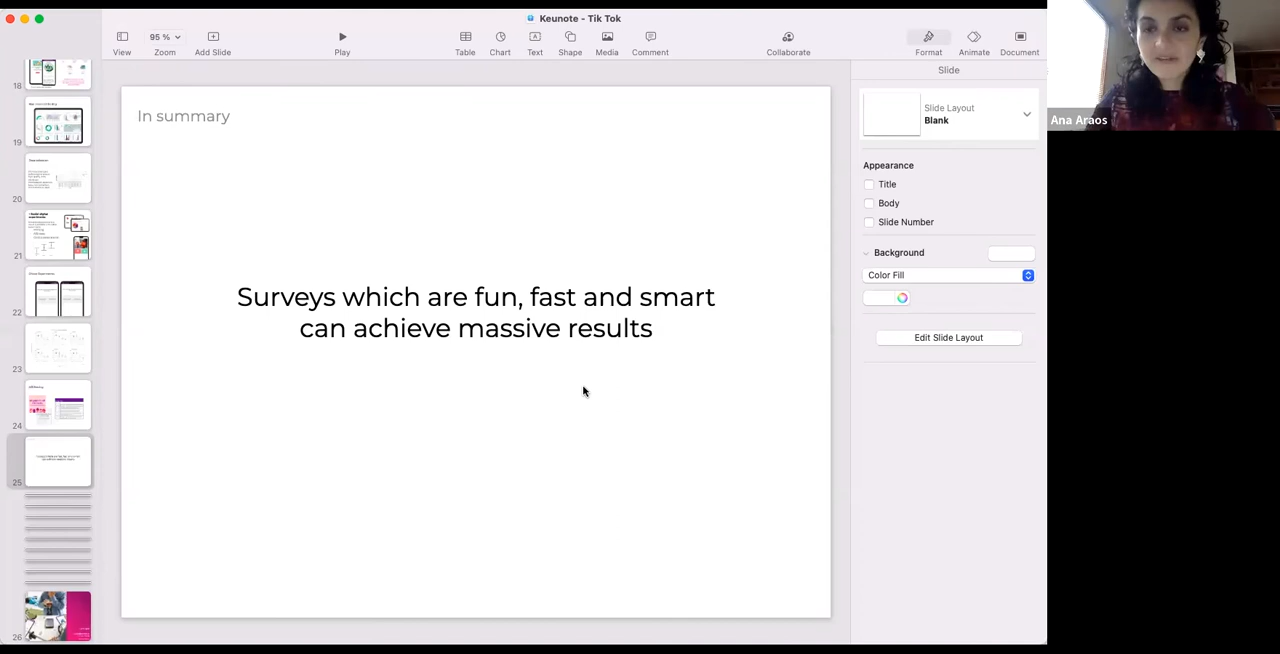 Keunote - Tik Tok
95 %
View
Zoom
Add Slide
Play
Table
Chart
Text
Shape
Media
Comment
Collaborate
Format
Animate
Document
18
19
20
21
22
23
24
25
26
In summary
Surveys which are fun, fast and smart
can achieve massive results
Slide
Slide Layout
Blank
Appearance
Title
Body
Slide Number
Background
Color Fill
Edit Slide Layout
Ana Araos